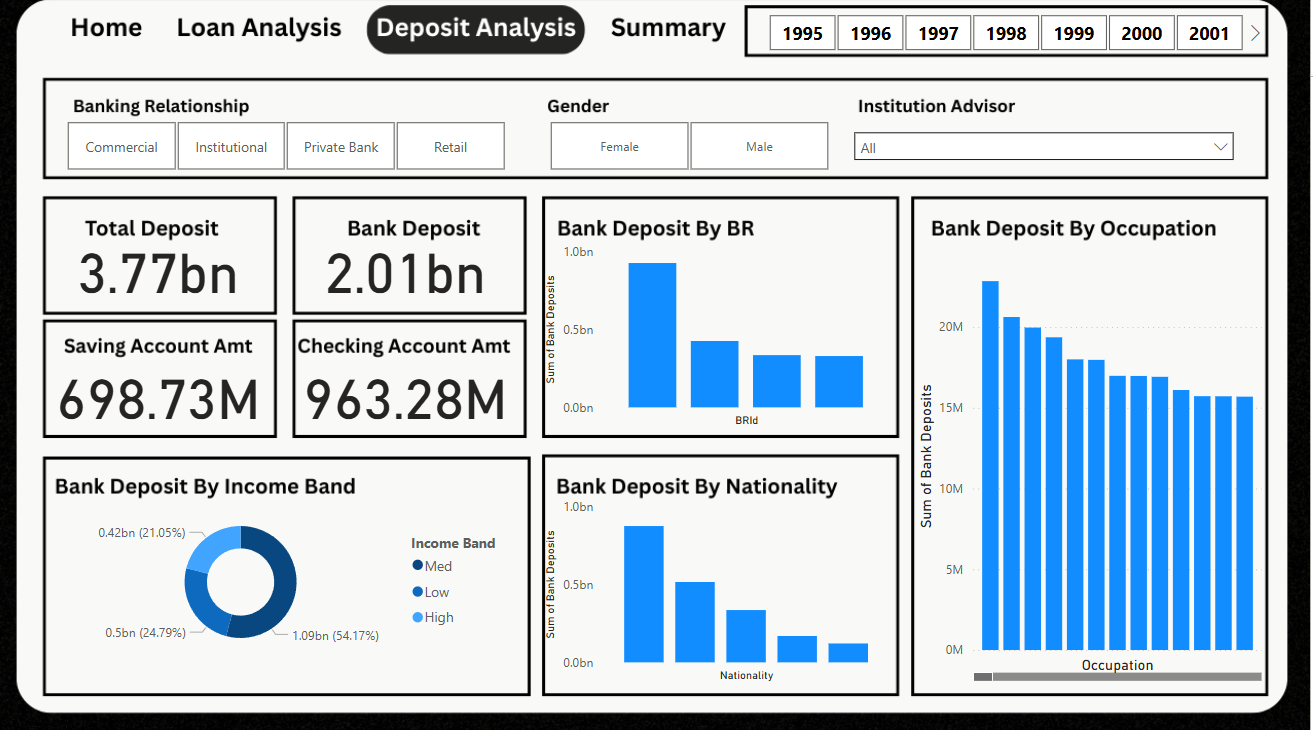 Home Loan Analysis Deposit Analysis Summary
1995 1996 1997 1998 1999 2000 2001
Banking Relationship
Commercial Institutional Private Bank Retail
Gender
Female Male
Institution Advisor
All
Total Deposit
3.77bn
Bank Deposit
2.01bn
Saving Account Amt
698.73M
Checking Account Amt
963.28M
Bank Deposit By BR
Sum of Bank Deposits
1.0bn
0.5bn
0.0bn
BRId
Bank Deposit By Occupation
Sum of Bank Deposits
20M
15M
10M
5M
0M
Occupation
Bank Deposit By Income Band
0.42bn (21.05%)
0.5bn (24.79%)
1.09bn (54.17%)
Income Band
Med
Low
High
Bank Deposit By Nationality
Sum of Bank Deposits
1.0bn
0.5bn
0.0bn
Nationality